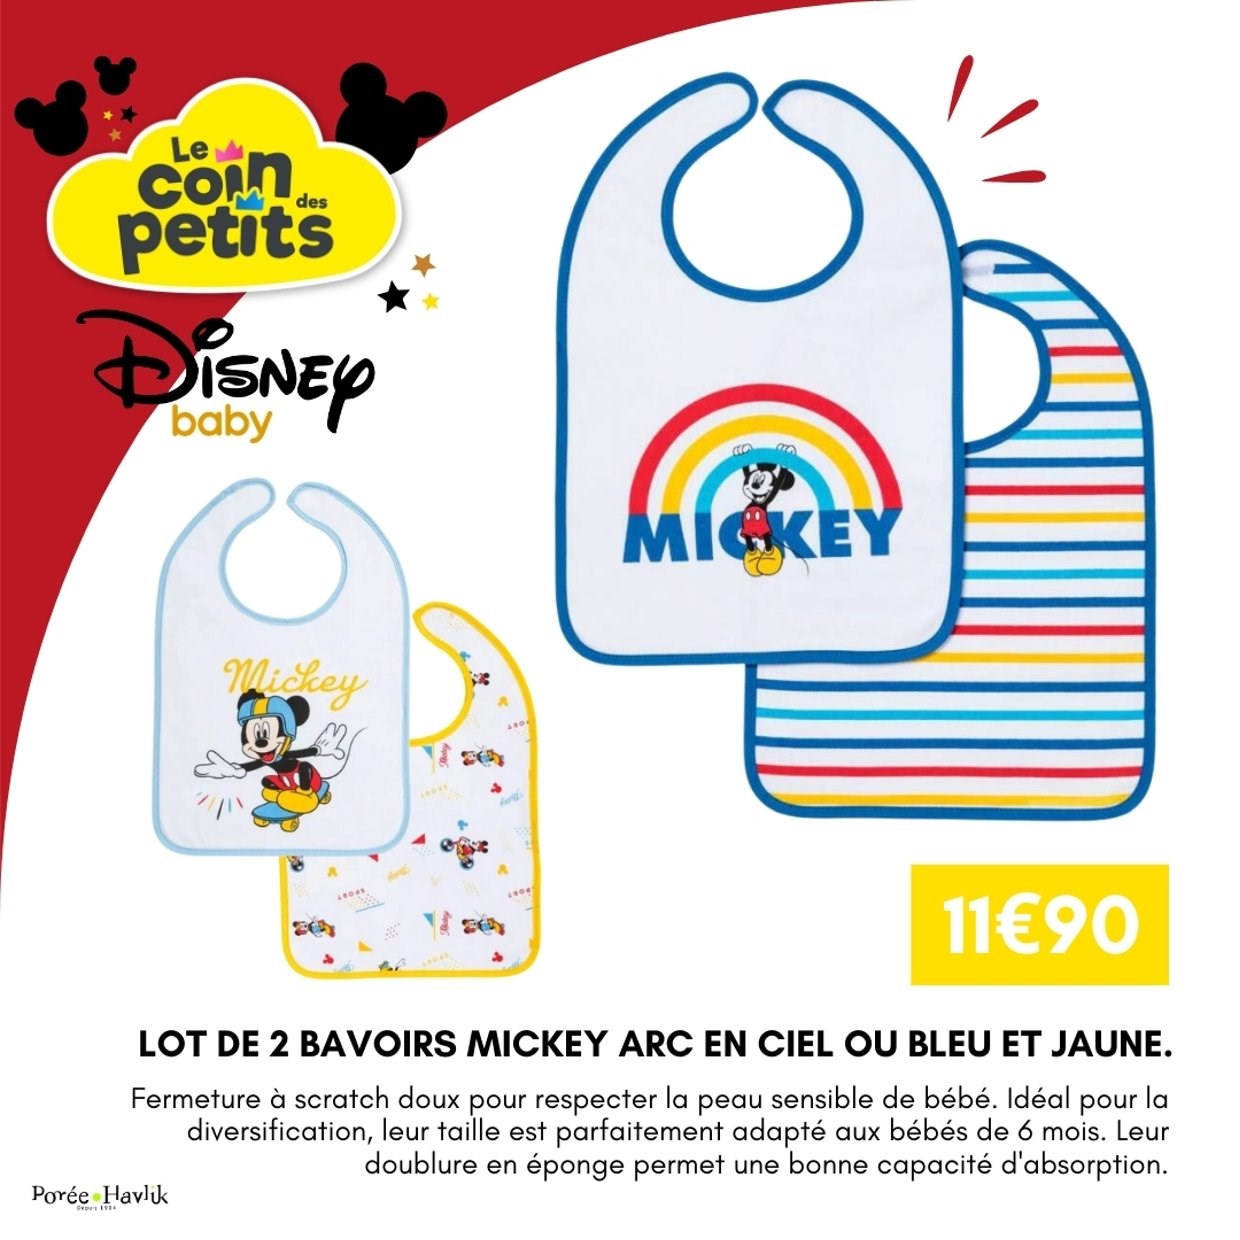 Le
coin
des
petits
Disney
baby
MICKEY
Mickey
11€90
LOT DE 2 BAVOIRS MICKEY ARC EN CIEL OU BLEU ET JAUNE.
Fermeture à scratch doux pour respecter la peau sensible de bébé. Idéal pour la
diversification, leur taille est parfaitement adapté aux bébés de 6 mois. Leur
doublure en éponge permet une bonne capacité d'absorption.
Porée•Havlik
Depuis 1984